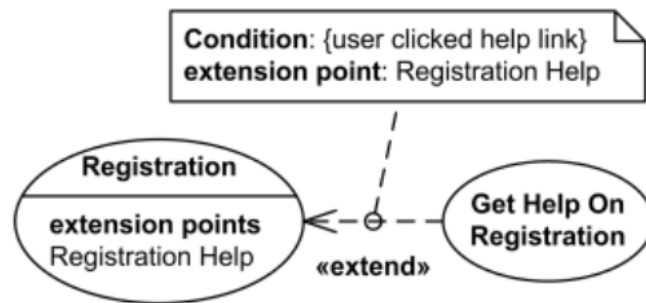 Condition: {user clicked help link}
extension point: Registration Help
Registration
extension points
Registration Help
«extend»
Get Help On
Registration